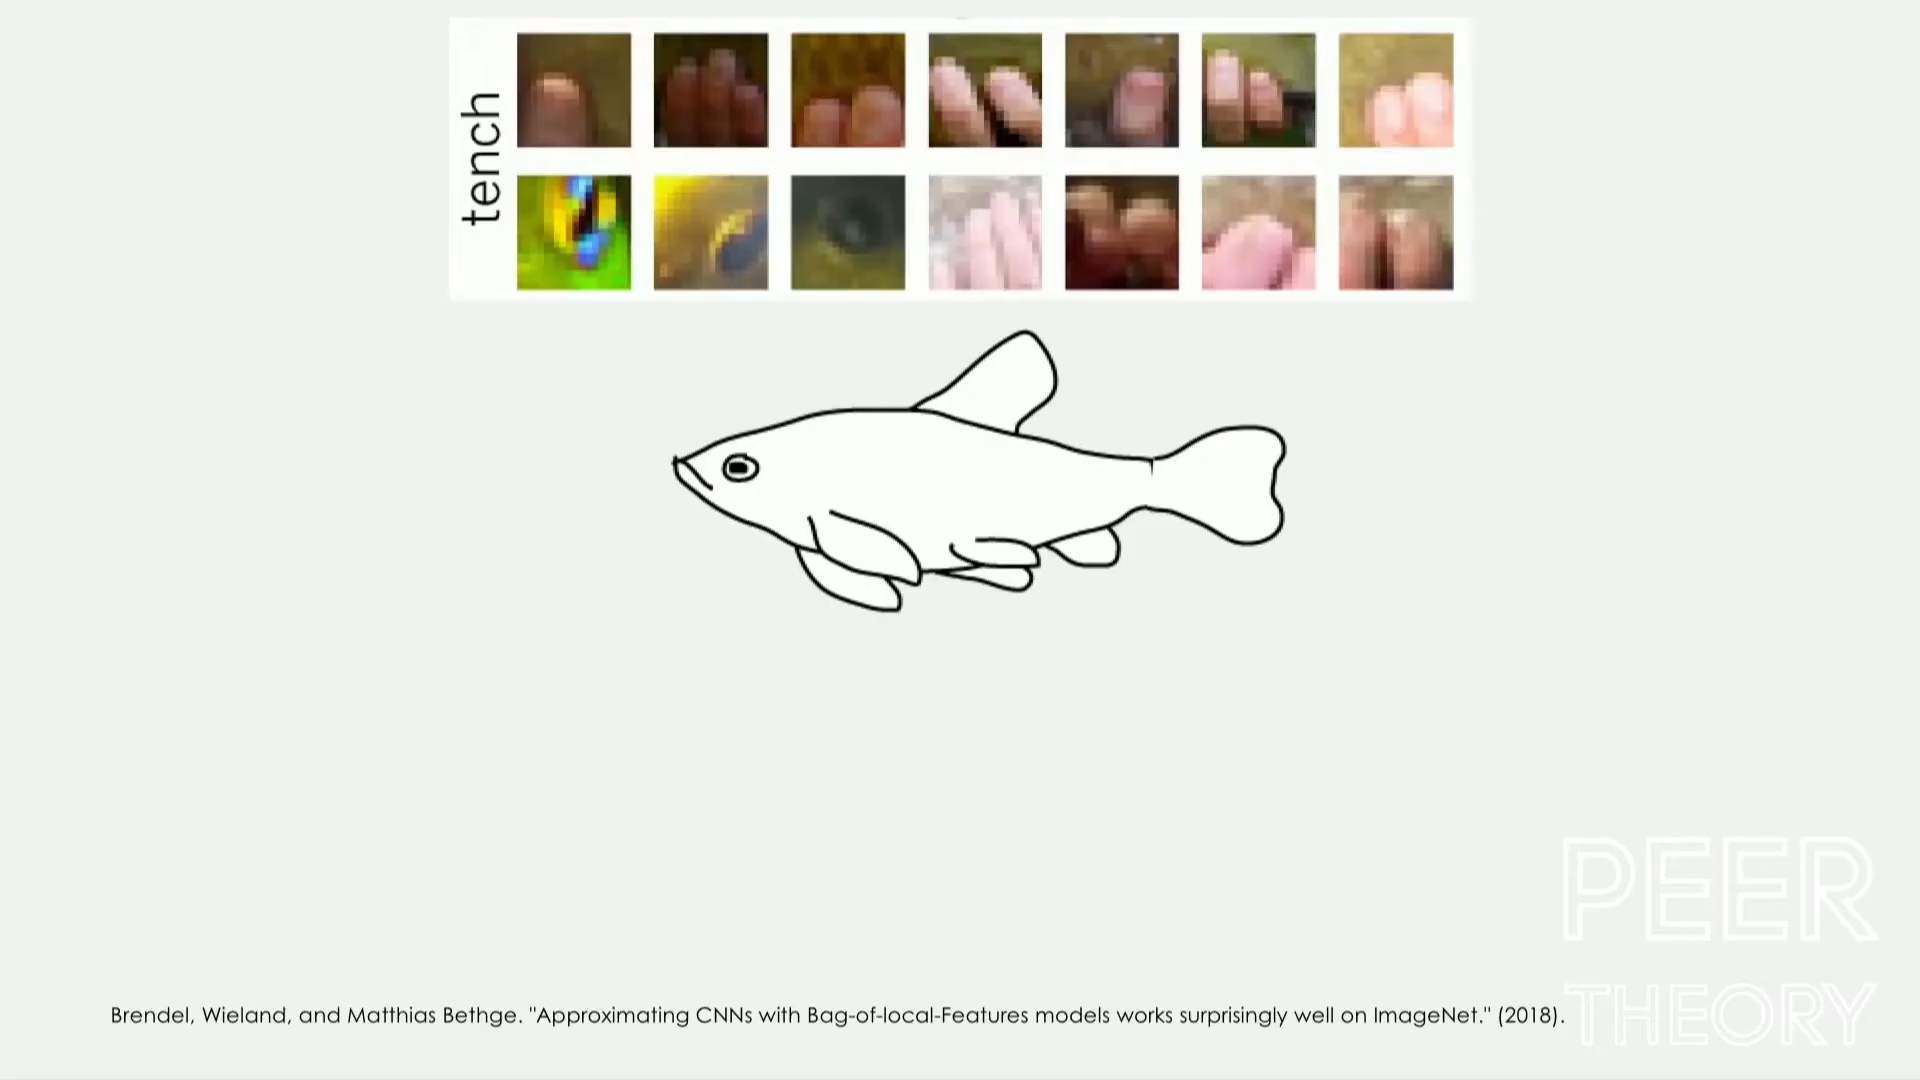 tench
Brendel, Wieland, and Matthias Bethge. "Approximating CNNs with Bag-of-local-Features models works surprisingly well on ImageNet." (2018).
PEER
THEORY